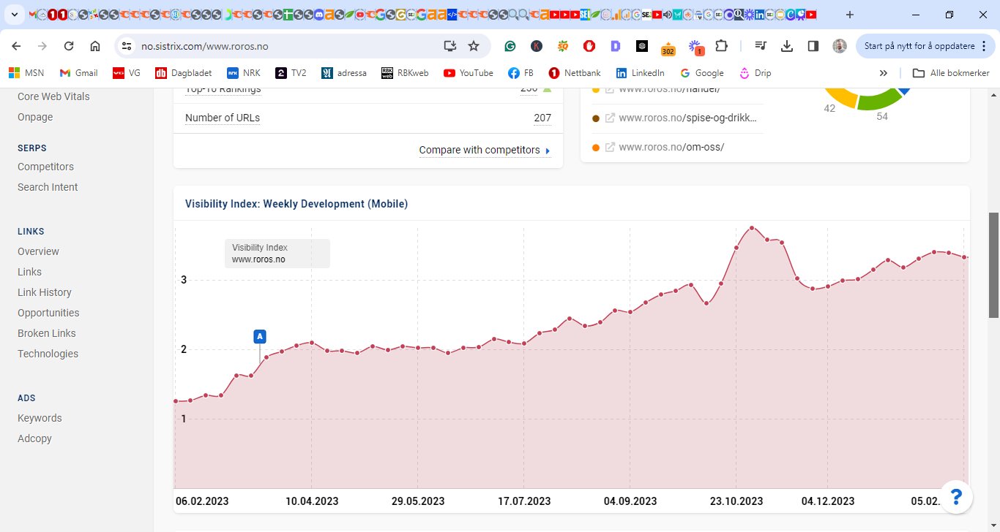 no.sistrix.com/www.roros.no
302
1
Start på nytt for å oppdatere
MSN
Gmail
VG
Dagbladet
NRK
TV2
adressa
RBKweb
YouTube
FB
Nettbank
LinkedIn
Google
Drip
»
Alle bokmerker
Core Web Vitals
Onpage
SERPS
Competitors
Search Intent
LINKS
Overview
Links
Link History
Opportunities
Broken Links
Technologies
ADS
Keywords
Adcopy
Top-10 Rankings
Number of URLs 207
Compare with competitors
www.roros.no/handel/
www.roros.no/spise-og-drikk...
www.roros.no/om-oss/
42
54
Visibility Index: Weekly Development (Mobile)
Visibility Index
www.roros.no
A
3
2
1
06.02.2023 10.04.2023 29.05.2023 17.07.2023 04.09.2023 23.10.2023 04.12.2023 05.02.
?